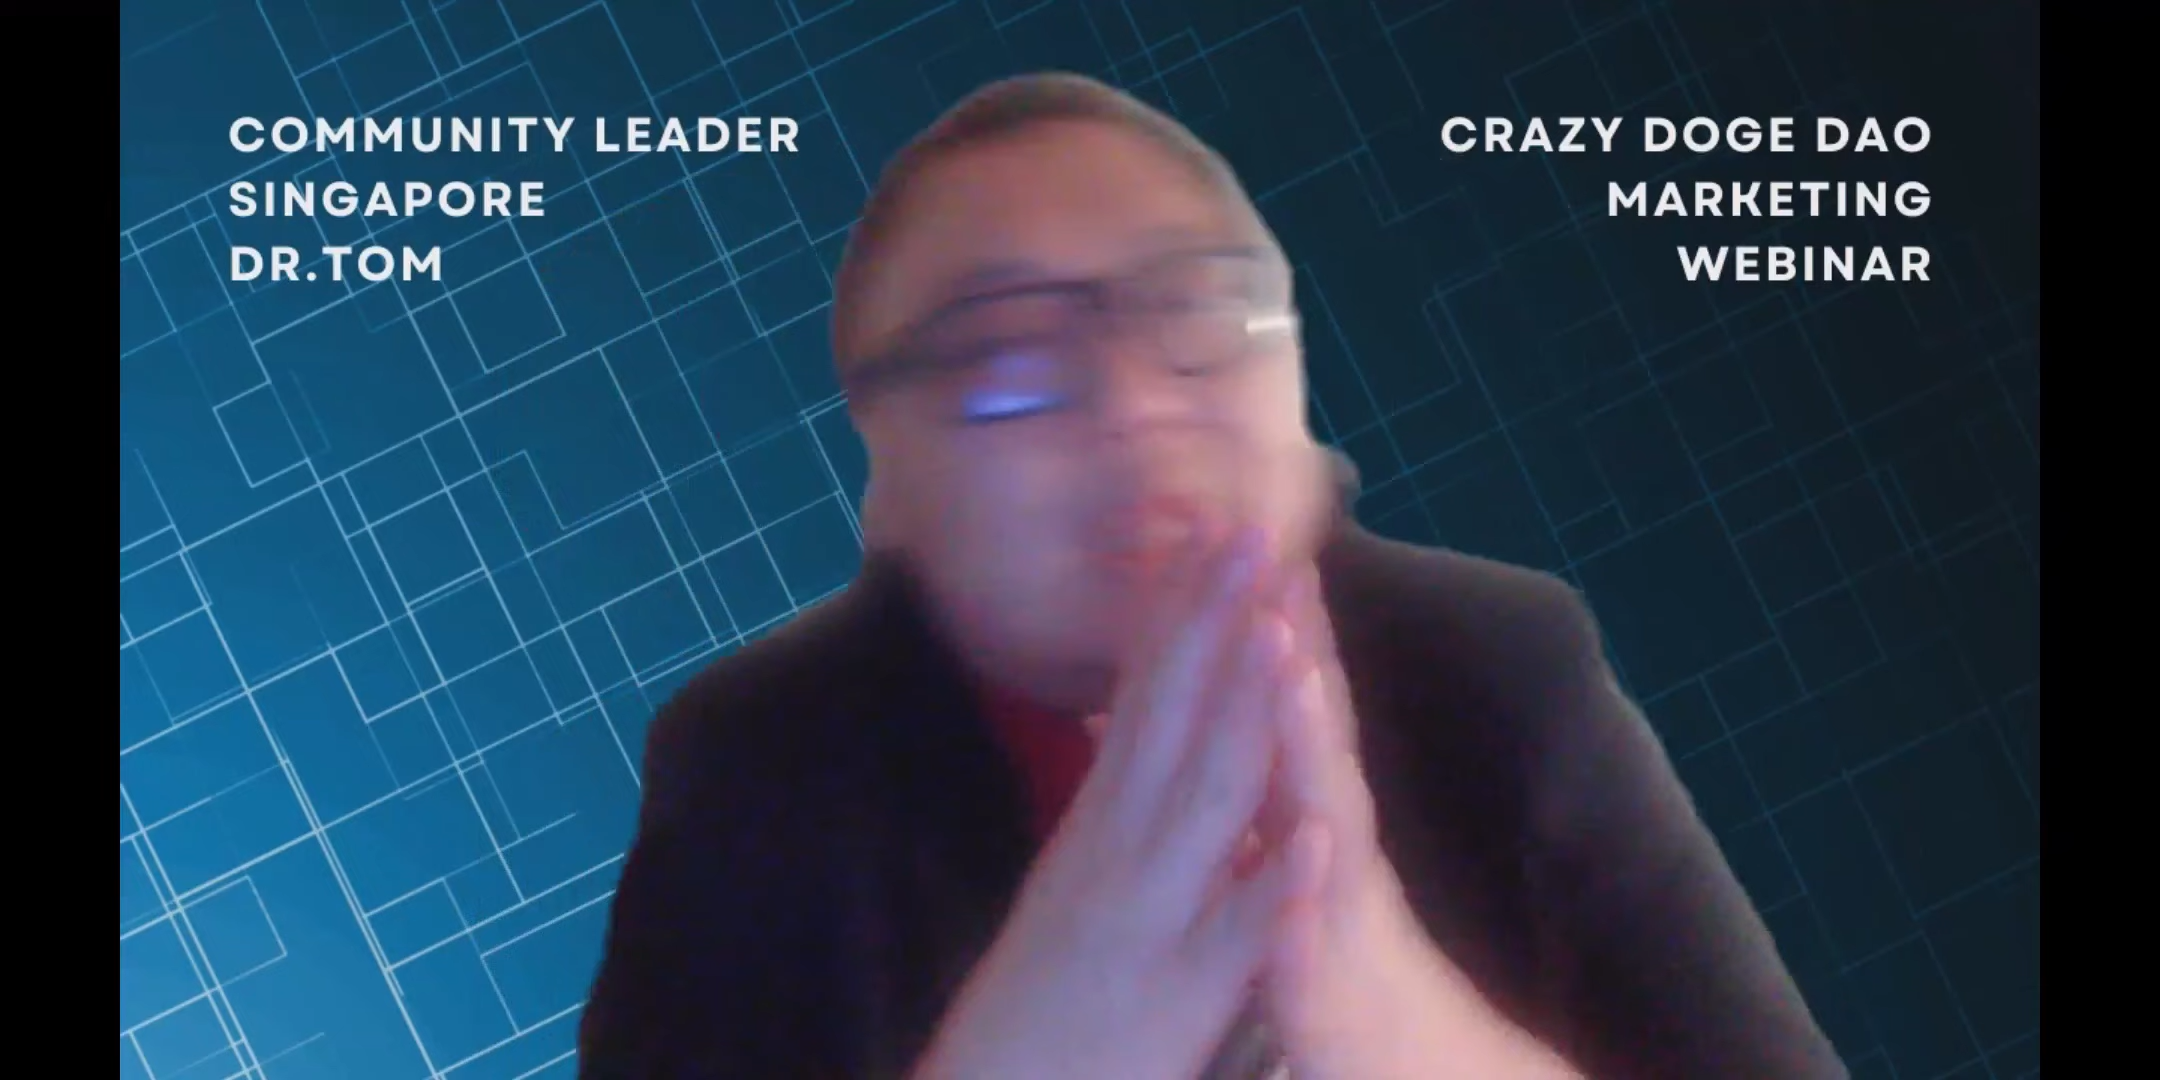 COMMUNITY LEADER
SINGAPORE
DR.TOM
CRAZY DOGE DAO
MARKETING
WEBINAR